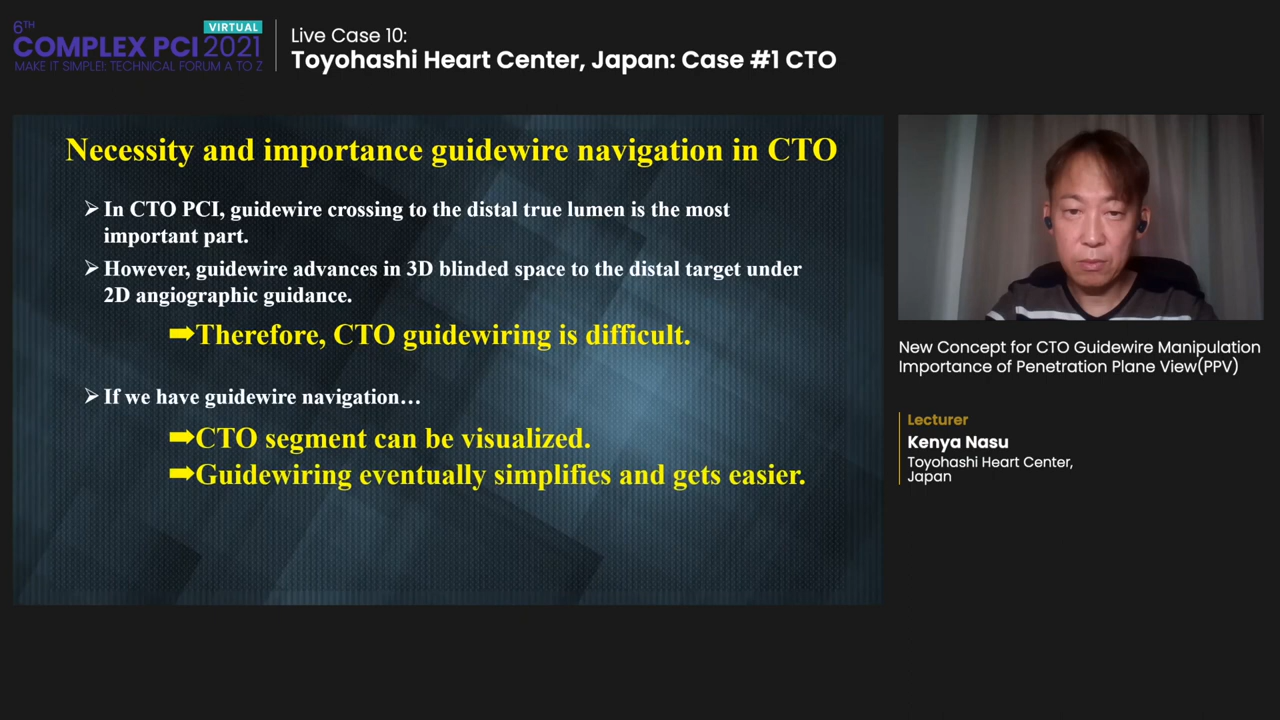 6TH
VIRTUAL
COMPLEX PCI 2021
MAKE IT SIMPLE!: TECHNICAL FORUM A TO Z
Live Case 10:
Toyohashi Heart Center, Japan: Case #1 CTO
Necessity and importance guidewire navigation in CTO
➢In CTO PCI, guidewire crossing to the distal true lumen is the most
important part.
➢However, guidewire advances in 3D blinded space to the distal target under
2D angiographic guidance.
➡Therefore, CTO guidewiring is difficult.
➢If we have guidewire navigation…
➡CTO segment can be visualized.
➡Guidewiring eventually simplifies and gets easier.
New Concept for CTO Guidewire Manipulation
Importance of Penetration Plane View(PPV)
Lecturer
Kenya Nasu
Toyohashi Heart Center,
Japan